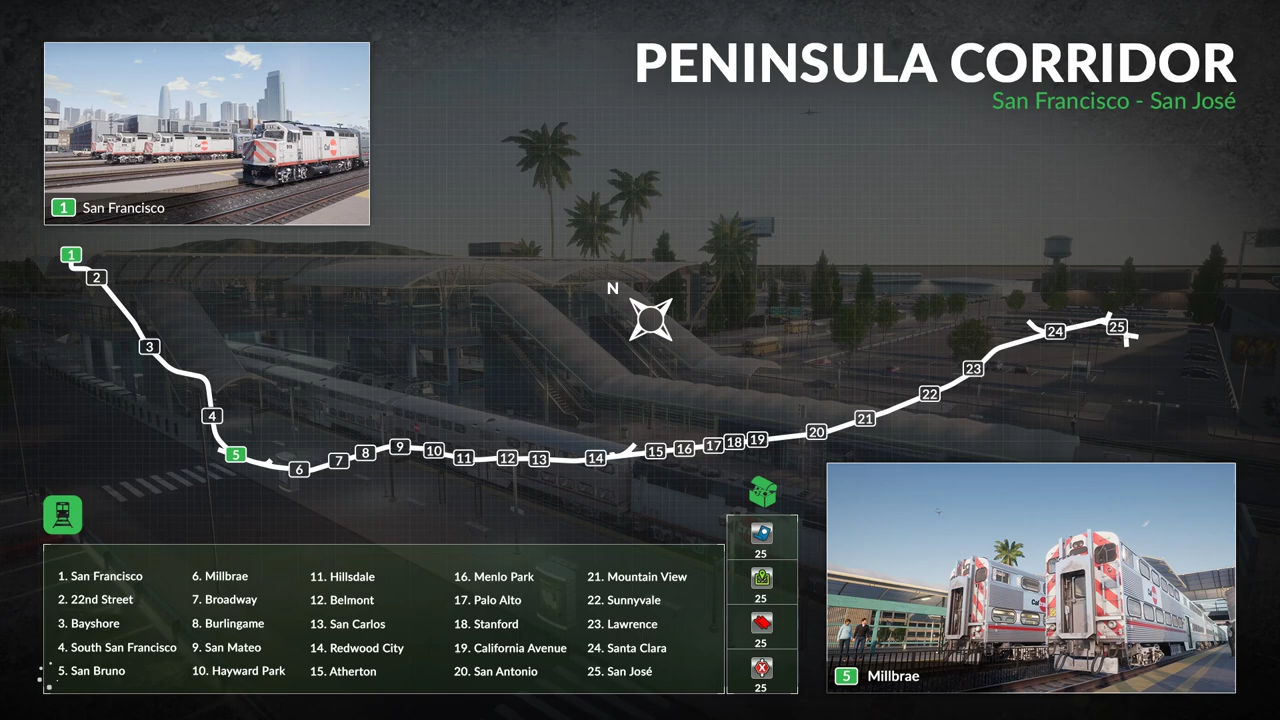 PENINSULA CORRIDOR
San Francisco - San José
1 San Francisco
N
1
2
3
4
5
6
7
8
9
10
11
12
13
14
15
16
17
18
19
20
21
22
23
24
25
1. San Francisco
2. 22nd Street
3. Bayshore
4. South San Francisco
5. San Bruno
6. Millbrae
7. Broadway
8. Burlingame
9. San Mateo
10. Hayward Park
11. Hillsdale
12. Belmont
13. San Carlos
14. Redwood City
15. Atherton
16. Menlo Park
17. Palo Alto
18. Stanford
19. California Avenue
20. San Antonio
21. Mountain View
22. Sunnyvale
23. Lawrence
24. Santa Clara
25. San José
25
25
25
25
5 Millbrae